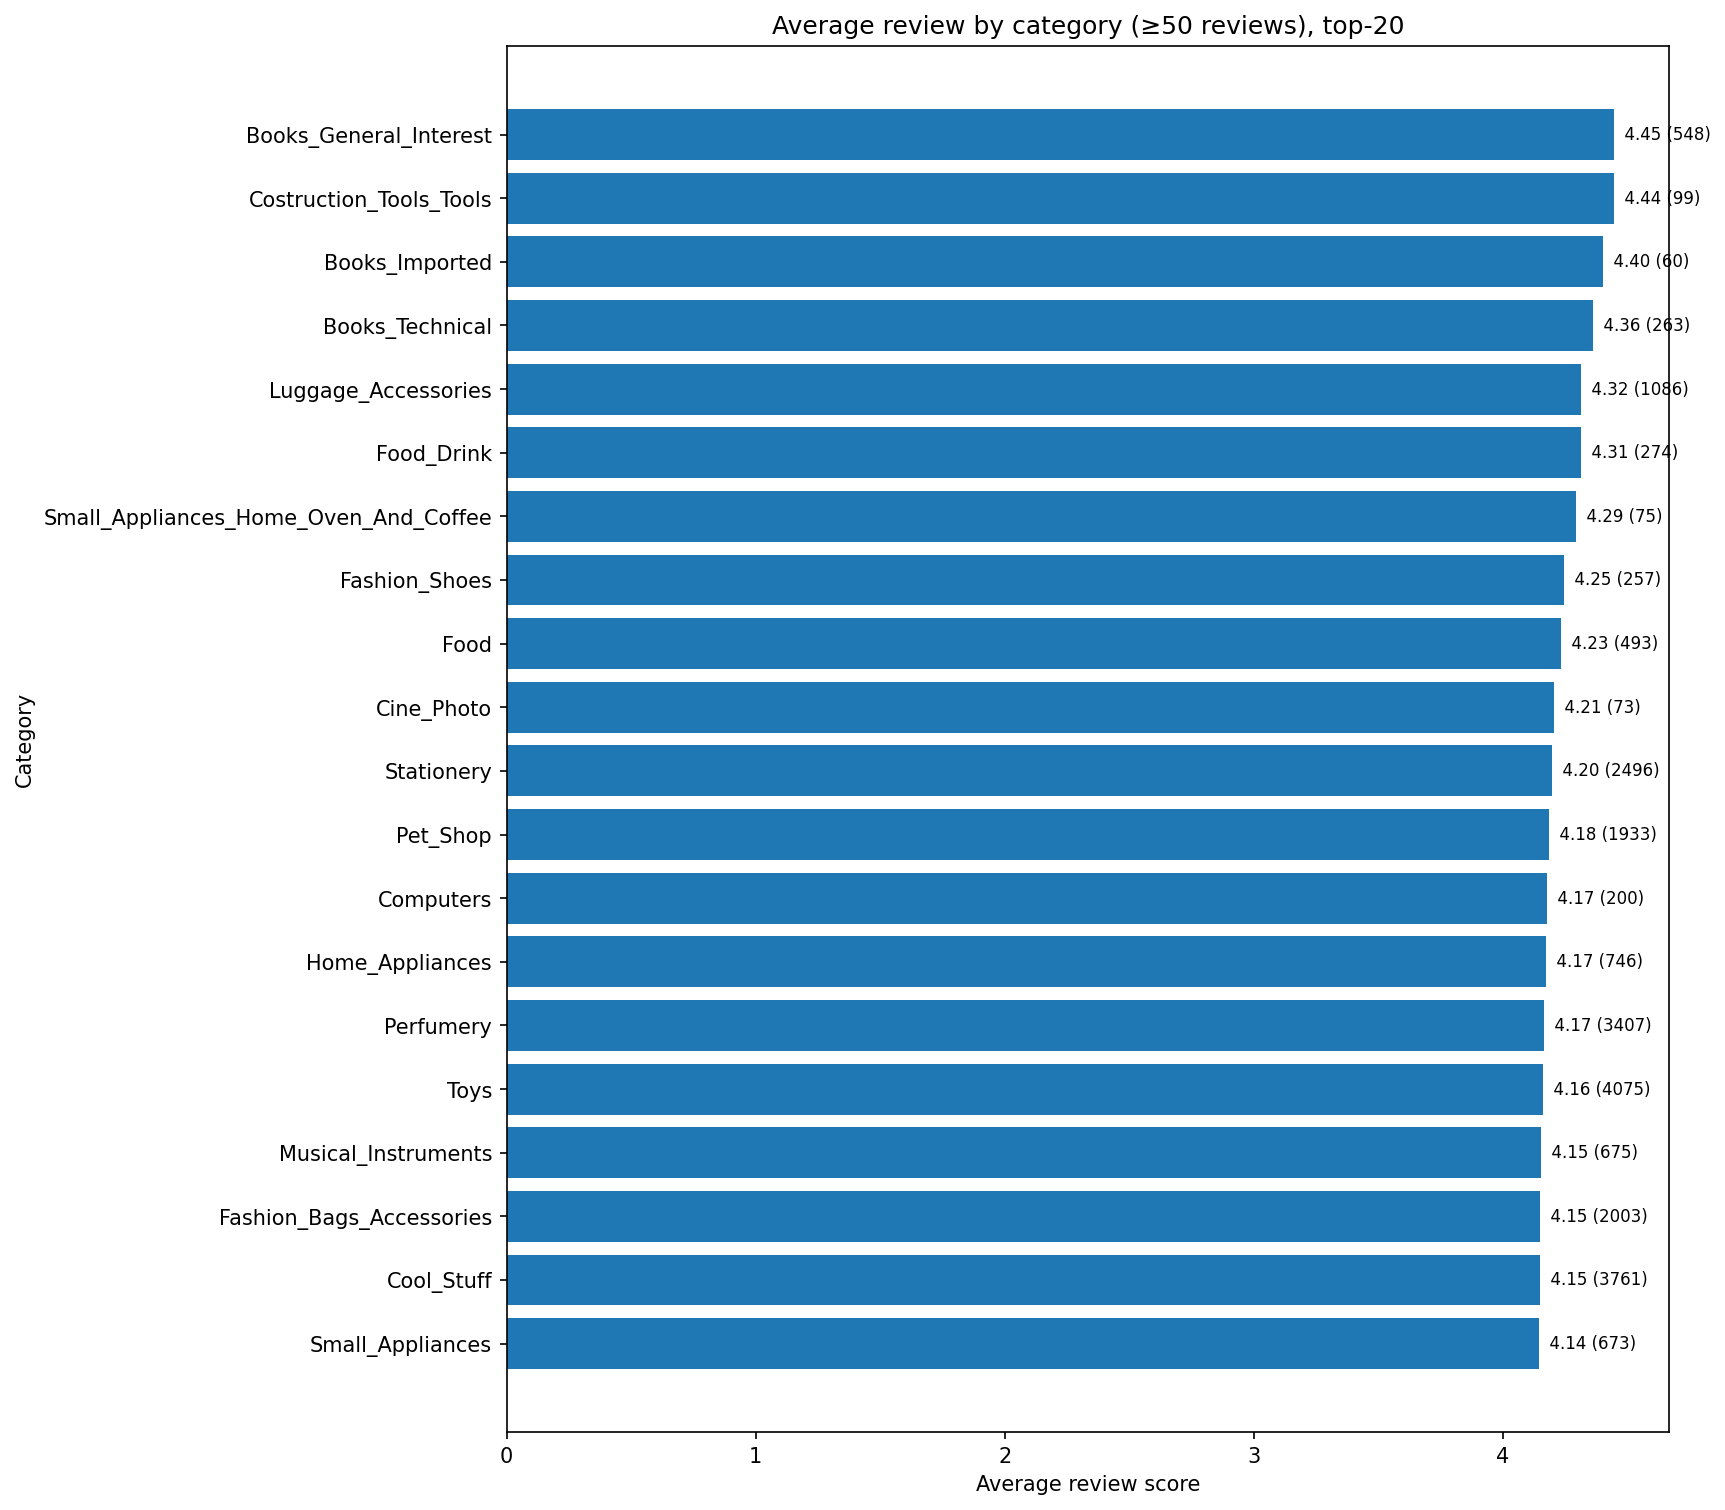 Average review by category (≥50 reviews), top-20
Books_General_Interest 4.45 (548)
Costruction_Tools_Tools 4.44 (99)
Books_Imported 4.40 (60)
Books_Technical 4.36 (263)
Luggage_Accessories 4.32 (1086)
Food_Drink 4.31 (274)
Small_Appliances_Home_Oven_And_Coffee 4.29 (75)
Fashion_Shoes 4.25 (257)
Food 4.23 (493)
Cine_Photo 4.21 (73)
Stationery 4.20 (2496)
Pet_Shop 4.18 (1933)
Computers 4.17 (200)
Home_Appliances 4.17 (746)
Perfumery 4.17 (3407)
Toys 4.16 (4075)
Musical_Instruments 4.15 (675)
Fashion_Bags_Accessories 4.15 (2003)
Cool_Stuff 4.15 (3761)
Small_Appliances 4.14 (673)
Category
0 1 2 3 4
Average review score